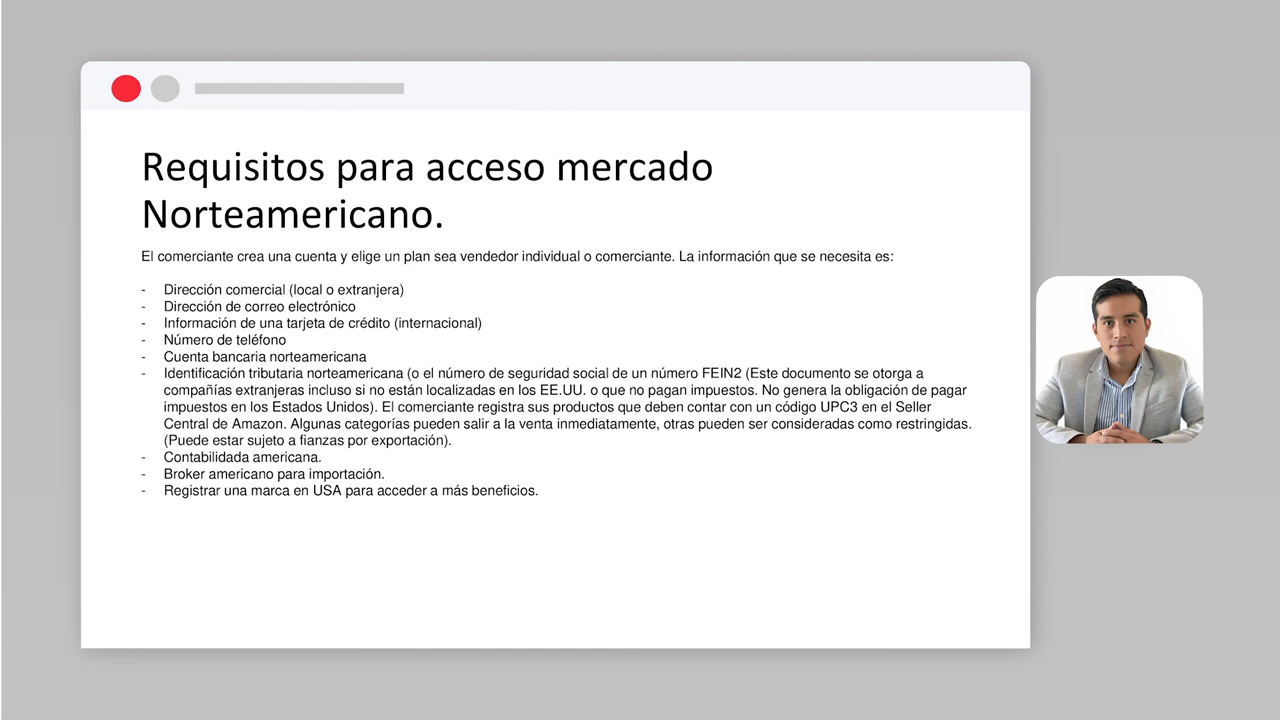 Requisitos para acceso mercado
Norteamericano.
El comerciante crea una cuenta y elige un plan sea vendedor individual o comerciante. La información que se necesita es:
- Dirección comercial (local o extranjera)
- Dirección de correo electrónico
- Información de una tarjeta de crédito (internacional)
- Número de teléfono
- Cuenta bancaria norteamericana
- Identificación tributaria norteamericana (o el número de seguridad social de un número FEIN2 (Este documento se otorga a
compañías extranjeras incluso si no están localizadas en los EE.UU. o que no pagan impuestos. No genera la obligación de pagar
impuestos en los Estados Unidos). El comerciante registra sus productos que deben contar con un código UPC3 en el Seller
Central de Amazon. Algunas categorías pueden salir a la venta inmediatamente, otras pueden ser consideradas como restringidas.
(Puede estar sujeto a fianzas por exportación).
- Contabilidada americana.
- Broker americano para importación.
- Registrar una marca en USA para acceder a más beneficios.